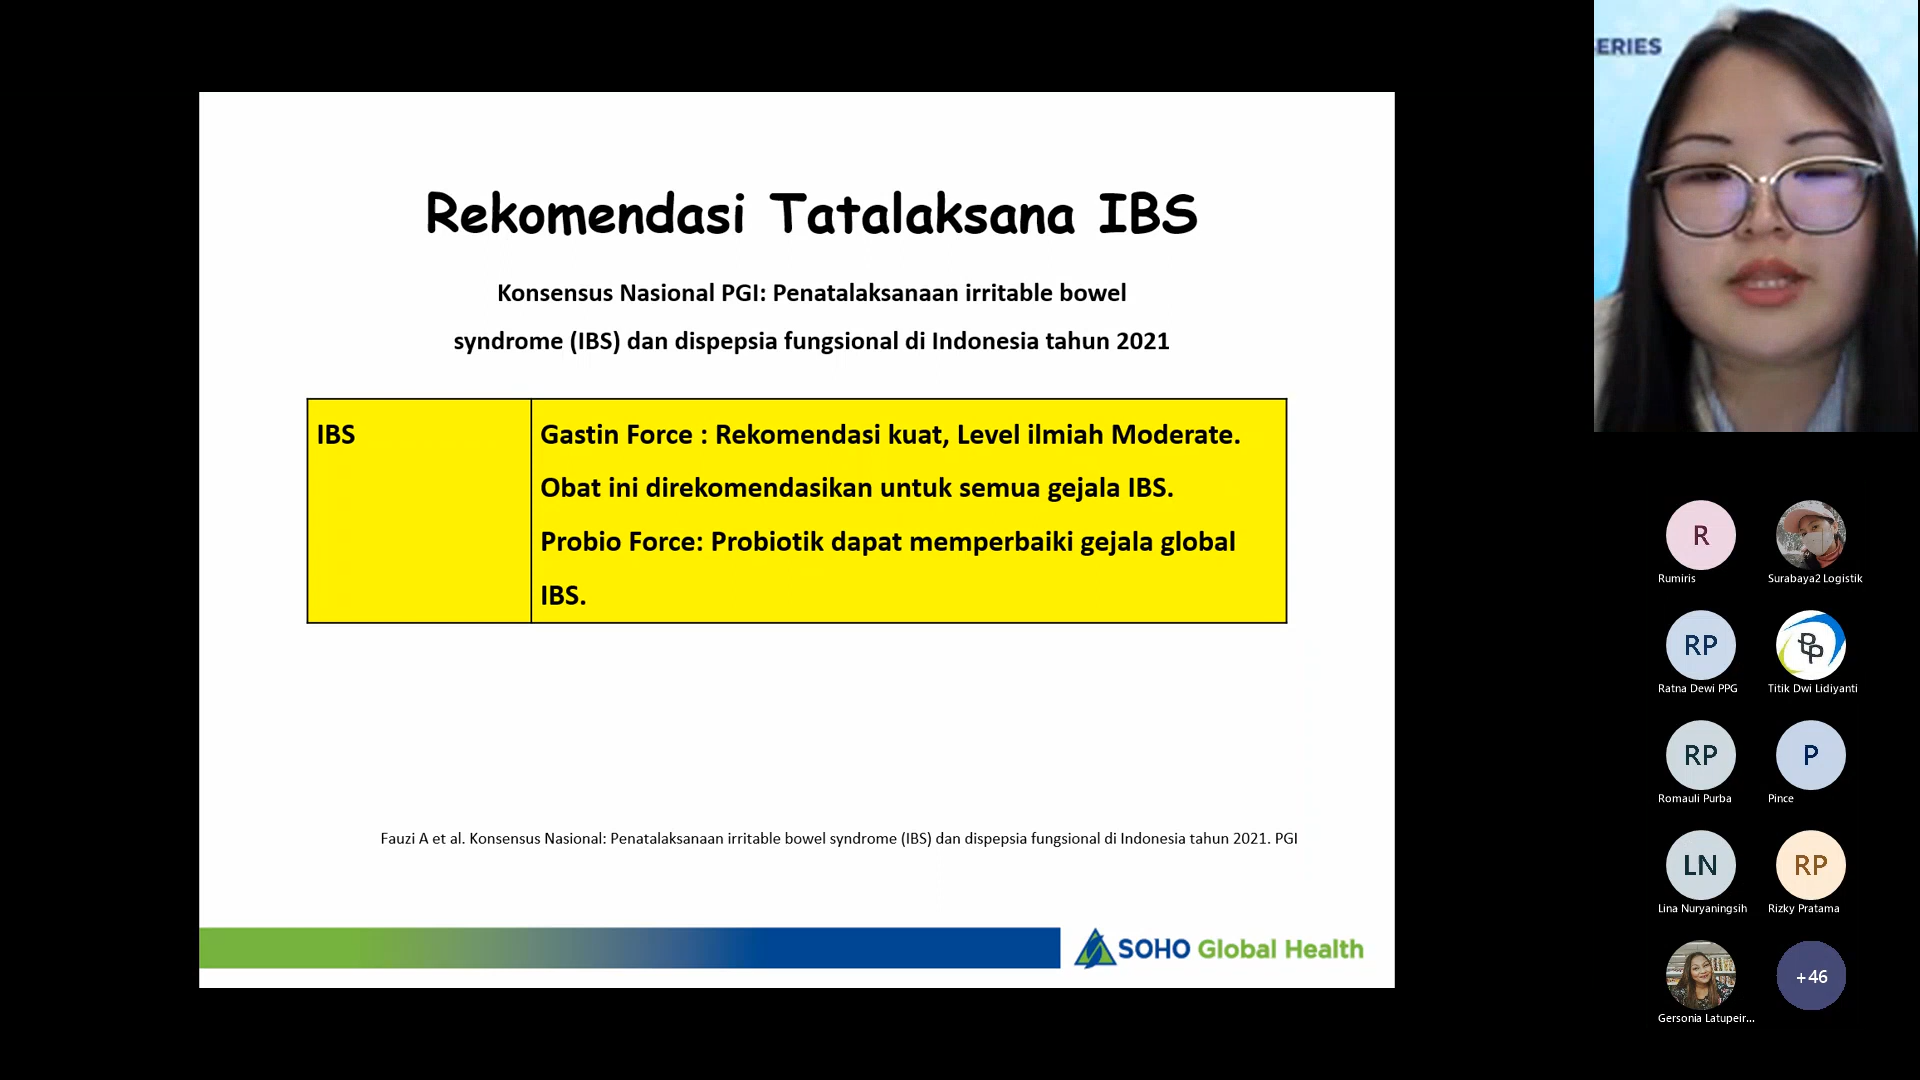 ERIES
Rekomendasi Tatalaksana IBS
Konsensus Nasional PGI: Penatalaksanaan irritable bowel
syndrome (IBS) dan dispepsia fungsional di Indonesia tahun 2021
IBS
Gastin Force : Rekomendasi kuat, Level ilmiah Moderate.
Obat ini direkomendasikan untuk semua gejala IBS.
Probio Force: Probiotik dapat memperbaiki gejala global
IBS.
Fauzi A et al. Konsensus Nasional: Penatalaksanaan irritable bowel syndrome (IBS) dan dispepsia fungsional di Indonesia tahun 2021. PGI
SOHO Global Health
R
Rumiris
Surabaya2 Logistik
RP
Ratna Dewi PPG
Titik Dwi Lidiyanti
RP
Romauli Purba
P
Pince
LN
Lina Nuryaningsih
RP
Rizky Pratama
Gersonia Latupeir...
+46